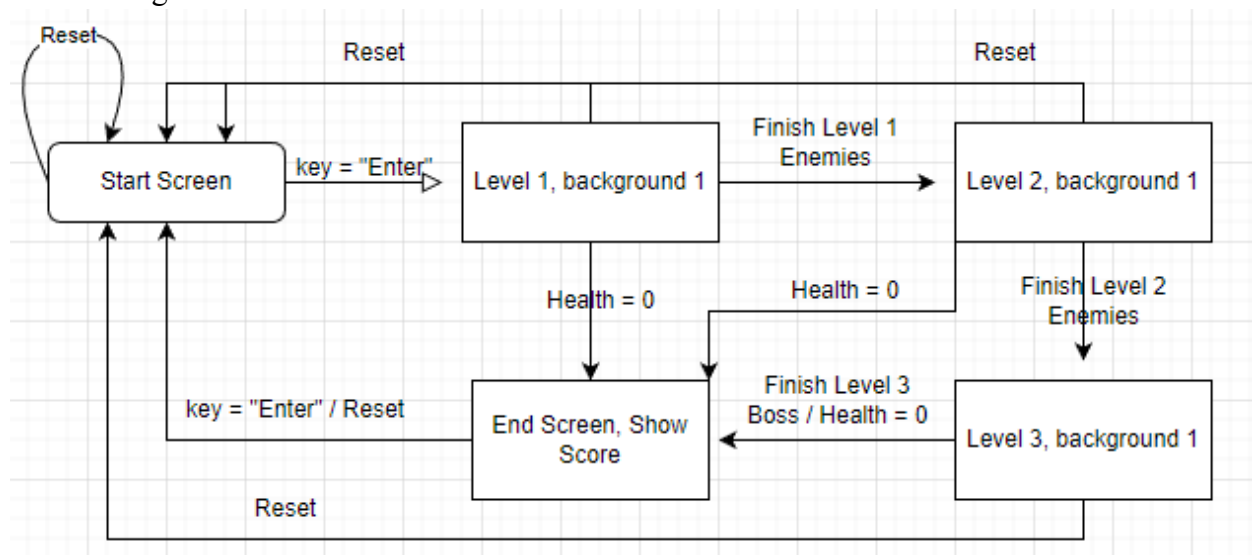 Reset
Reset
Reset
Finish Level 1
Enemies
key = "Enter"
Start Screen
Level 1, background 1
Level 2, background 1
Health = 0
Health = 0
Finish Level 2
Enemies
key = "Enter" / Reset
End Screen, Show
Score
Finish Level 3
Boss / Health = 0
Level 3, background 1
Reset